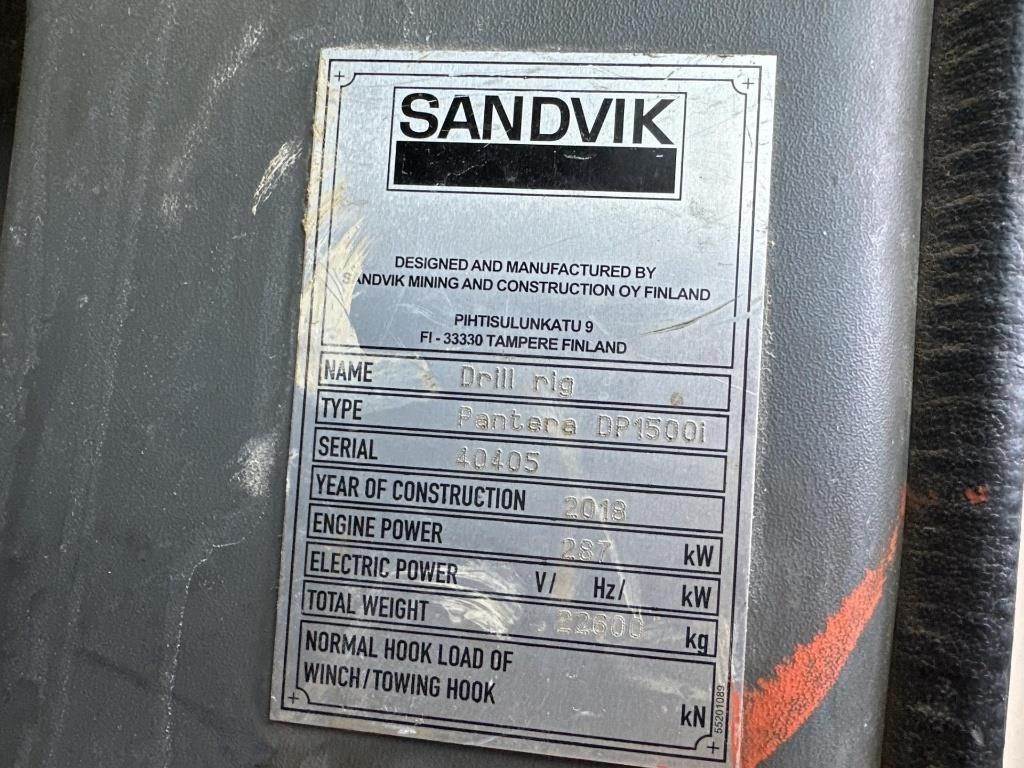 SANDVIK
DESIGNED AND MANUFACTURED BY
SANDVIK MINING AND CONSTRUCTION OY FINLAND
PIHTISULUNKATU 9
FI - 33330 TAMPERE FINLAND
NAME Drill rig
TYPE Pantera DP1500i
SERIAL 40405
YEAR OF CONSTRUCTION 2018
ENGINE POWER 287 kW
ELECTRIC POWER V/ Hz/ kW
TOTAL WEIGHT 22600 kg
NORMAL HOOK LOAD OF
WINCH/TOWING HOOK kN
55201089